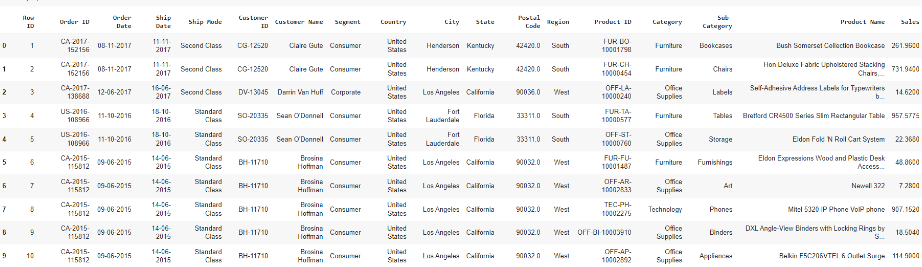 Row ID Order ID Order Date Ship Date Ship Mode Customer ID Customer Name Segment Country City State Postal Code Region Product ID Category Sub Category Product Name Sales
0 1 CA-2017-152156 08-11-2017 11-11-2017 Second Class CG-12520 Claire Gute Consumer United States Henderson Kentucky 42420.0 South FUR-BO-10001798 Furniture Bookcases Bush Somerset Collection Bookcase 261.9600
1 2 CA-2017-152156 08-11-2017 11-11-2017 Second Class CG-12520 Claire Gute Consumer United States Henderson Kentucky 42420.0 South FUR-CH-10000454 Furniture Chairs Hon Deluxe Fabric Upholstered Stacking Chairs,... 731.9400
2 3 CA-2017-138688 12-06-2017 16-06-2017 Second Class DV-13045 Darrin Van Huff Corporate United States Los Angeles California 90036.0 West OFF-LA-10000240 Office Supplies Labels Self-Adhesive Address Labels for Typewriters b... 14.6200
3 4 US-2016-108966 11-10-2016 18-10-2016 Standard Class SO-20335 Sean O'Donnell Consumer United States Fort Lauderdale Florida 33311.0 South FUR-TA-10000577 Furniture Tables Bretford CR4500 Series Slim Rectangular Table 957.5775
4 5 US-2016-108966 11-10-2016 18-10-2016 Standard Class SO-20335 Sean O'Donnell Consumer United States Fort Lauderdale Florida 33311.0 South OFF-ST-10000760 Office Supplies Storage Eldon Fold 'N Roll Cart System 22.3680
5 6 CA-2015-115812 09-06-2015 14-06-2015 Standard Class BH-11710 Brosina Hoffman Consumer United States Los Angeles California 90032.0 West FUR-FU-10001487 Furniture Furnishings Eldon Expressions Wood and Plastic Desk Access... 48.8600
6 7 CA-2015-115812 09-06-2015 14-06-2015 Standard Class BH-11710 Brosina Hoffman Consumer United States Los Angeles California 90032.0 West OFF-AR-10002833 Office Supplies Art Newell 322 7.2800
7 8 CA-2015-115812 09-06-2015 14-06-2015 Standard Class BH-11710 Brosina Hoffman Consumer United States Los Angeles California 90032.0 West TEC-PH-10002275 Technology Phones Mitel 5320 IP Phone VoIP phone 907.1520
8 9 CA-2015-115812 09-06-2015 14-06-2015 Standard Class BH-11710 Brosina Hoffman Consumer United States Los Angeles California 90032.0 West OFF-BI-10003910 Office Supplies Binders DXL Angle-View Binders with Locking Rings by S... 18.5040
9 10 CA-2015-115812 09-06-2015 14-06-2015 Standard Class BH-11710 Brosina Hoffman Consumer United States Los Angeles California 90032.0 West OFF-AP-10002892 Office Supplies Appliances Belkin F5C206VTEL 6 Outlet Surge 114.9000